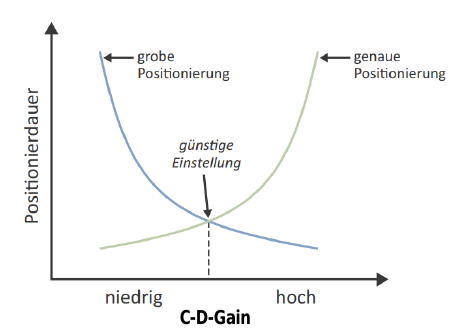 grobe
Positionierung
genaue
Positionierung
günstige
Einstellung
Positionierdauer
niedrig
hoch
C-D-Gain